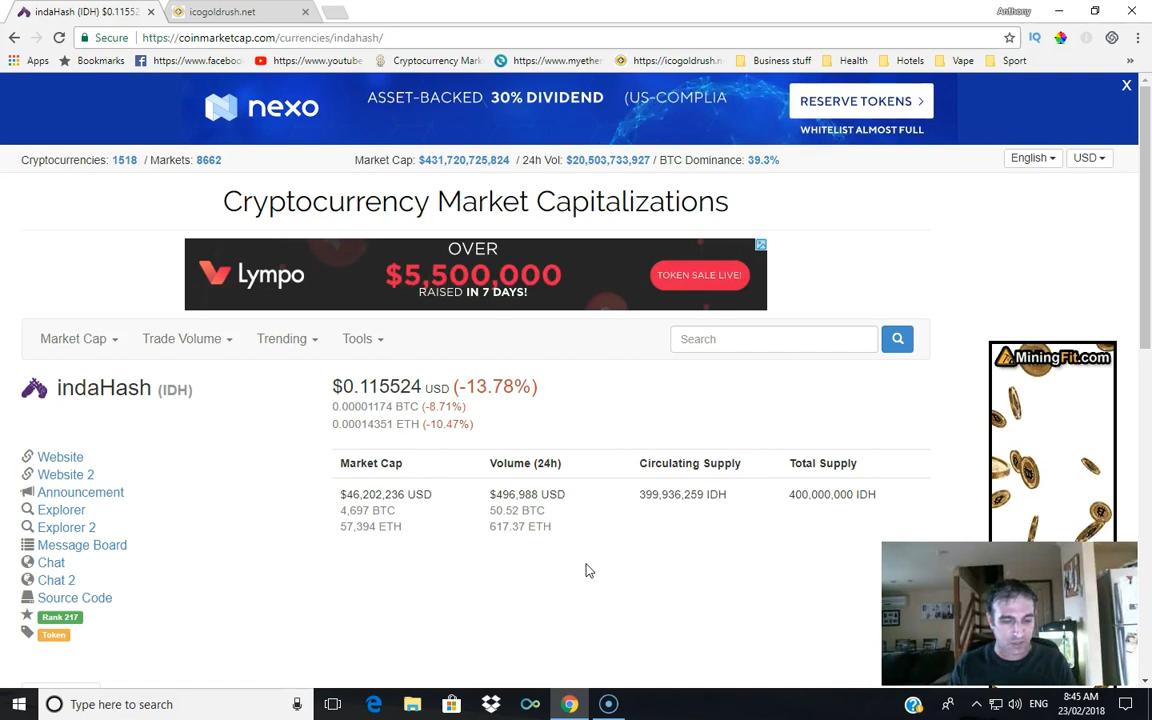 indaHash (IDH) $0.1155
icogoldrush.net
Anthony
Secure
https://coinmarketcap.com/currencies/indahash/
IQ
Apps
Bookmarks
https://www.faceboo
https://www.youtube
Cryptocurrency Mark
https://www.myether
https://icogoldrush.n
Business stuff
Health
Hotels
Vape
Sport
»
nexo
ASSET-BACKED 30% DIVIDEND (US-COMPLIA
RESERVE TOKENS >
WHITELIST ALMOST FULL
X
Cryptocurrencies: 1518 / Markets: 8662
Market Cap: $431,720,725,824 / 24h Vol: $20,503,733,927 / BTC Dominance: 39.3%
English
USD
Cryptocurrency Market Capitalizations
Lympo
OVER
$5,500,000
RAISED IN 7 DAYS!
TOKEN SALE LIVE!
Market Cap
Trade Volume
Trending
Tools
Search
MiningFit.com
indaHash (IDH)
$0.115524 USD (-13.78%)
0.00001174 BTC (-8.71%)
0.00014351 ETH (-10.47%)
Website
Website 2
Announcement
Explorer
Explorer 2
Message Board
Chat
Chat 2
Source Code
Rank 217
Token
Market Cap
Volume (24h)
Circulating Supply
Total Supply
$46,202,236 USD
4,697 BTC
57,394 ETH
$496,988 USD
50.52 BTC
617.37 ETH
399,936,259 IDH
400,000,000 IDH
Type here to search
ENG
8:45 AM
23/02/2018